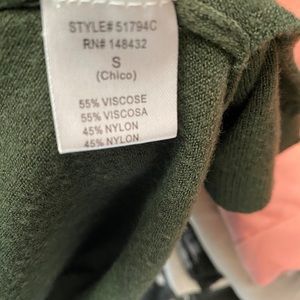 STYLE# 51794C
RN# 148432
S
(Chico)
55% VISCOSE
55% VISCOSA
45% NYLON
45% NYLON